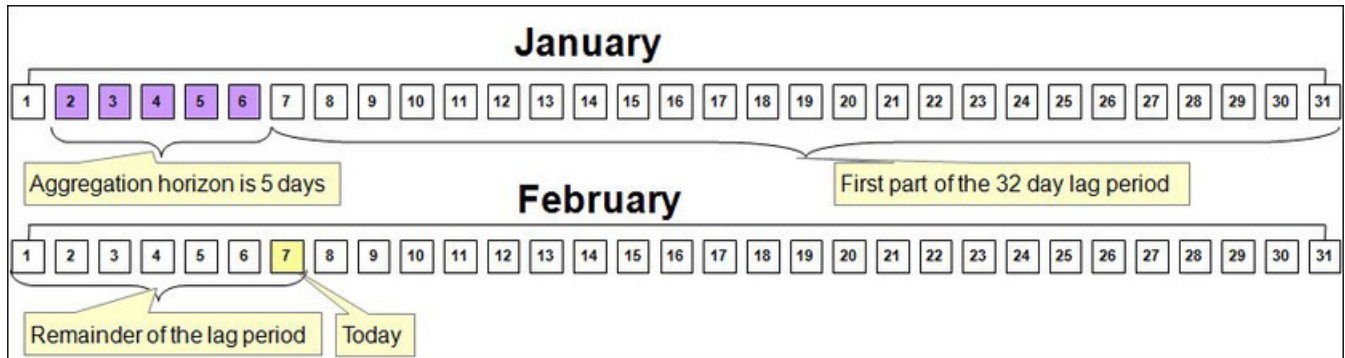 January
1 2 3 4 5 6 7 8 9 10 11 12 13 14 15 16 17 18 19 20 21 22 23 24 25 26 27 28 29 30 31
Aggregation horizon is 5 days
First part of the 32 day lag period
February
1 2 3 4 5 6 7 8 9 10 11 12 13 14 15 16 17 18 19 20 21 22 23 24 25 26 27 28 29 30 31
Remainder of the lag period
Today